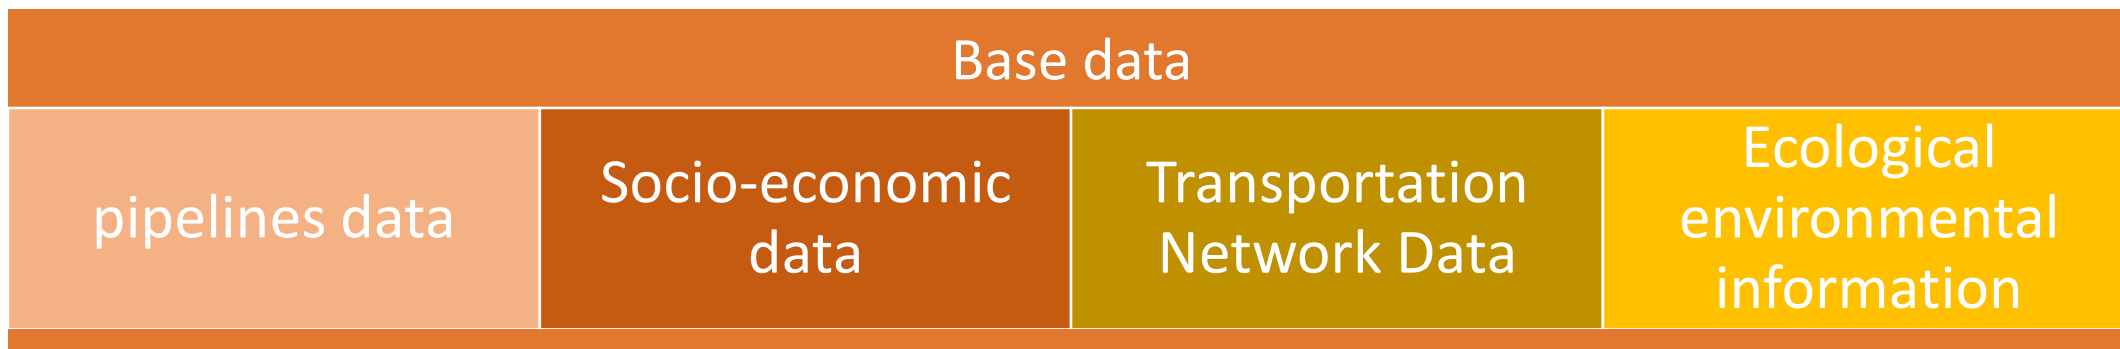 Base data
pipelines data
Socio-economic
data
Transportation
Network Data
Ecological
environmental
information